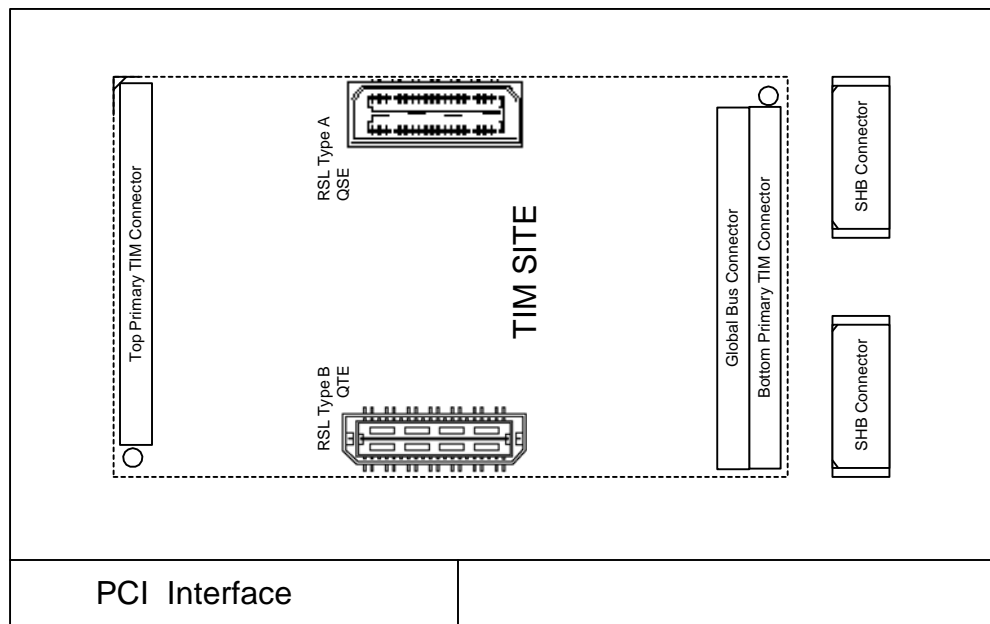 Top Primary TIM Connector
RSL Type A
QSE
RSL Type B
QTE
TIM SITE
Global Bus Connector
Bottom Primary TIM Connector
SHB Connector
SHB Connector
PCI Interface